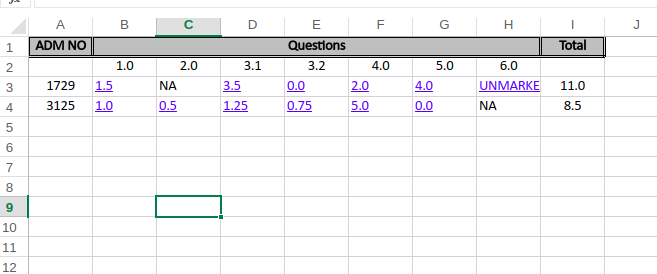 A B C D E F G H I J
1 ADM NO Questions Total
2 1.0 2.0 3.1 3.2 4.0 5.0 6.0
3 1729 1.5 NA 3.5 0.0 2.0 4.0 UNMARKE 11.0
4 3125 1.0 0.5 1.25 0.75 5.0 0.0 NA 8.5
5
6
7
8
9
10
11
12